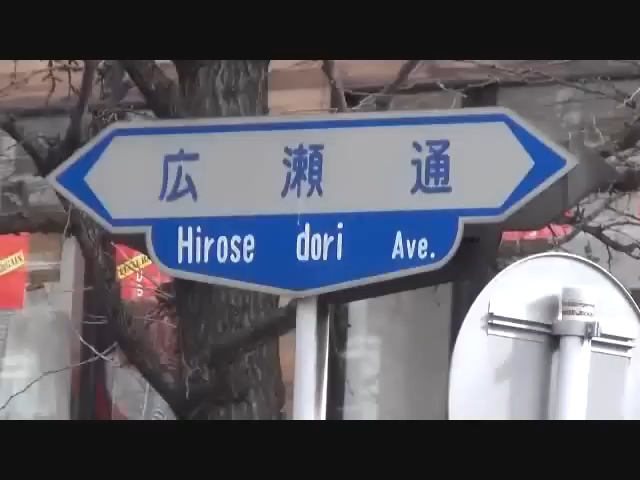 広瀬通
Hirose dori Ave.